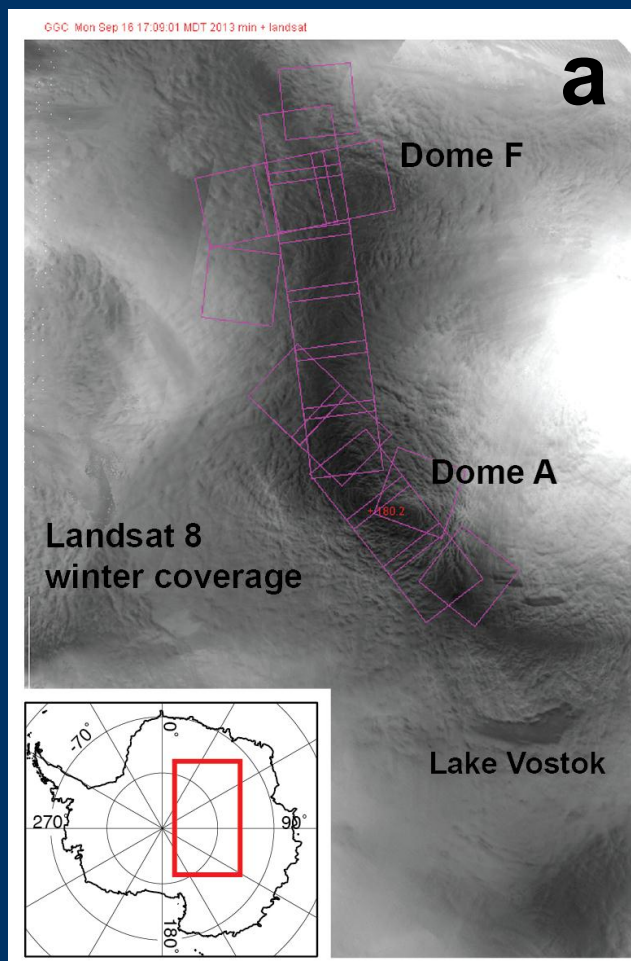 GGC Mon Sep 16 17:09:01 MDT 2013 min + landsat
a
Dome F
Dome A
+180.2
Landsat 8
winter coverage
Lake Vostok
-70°
0°
270°
90°
180°